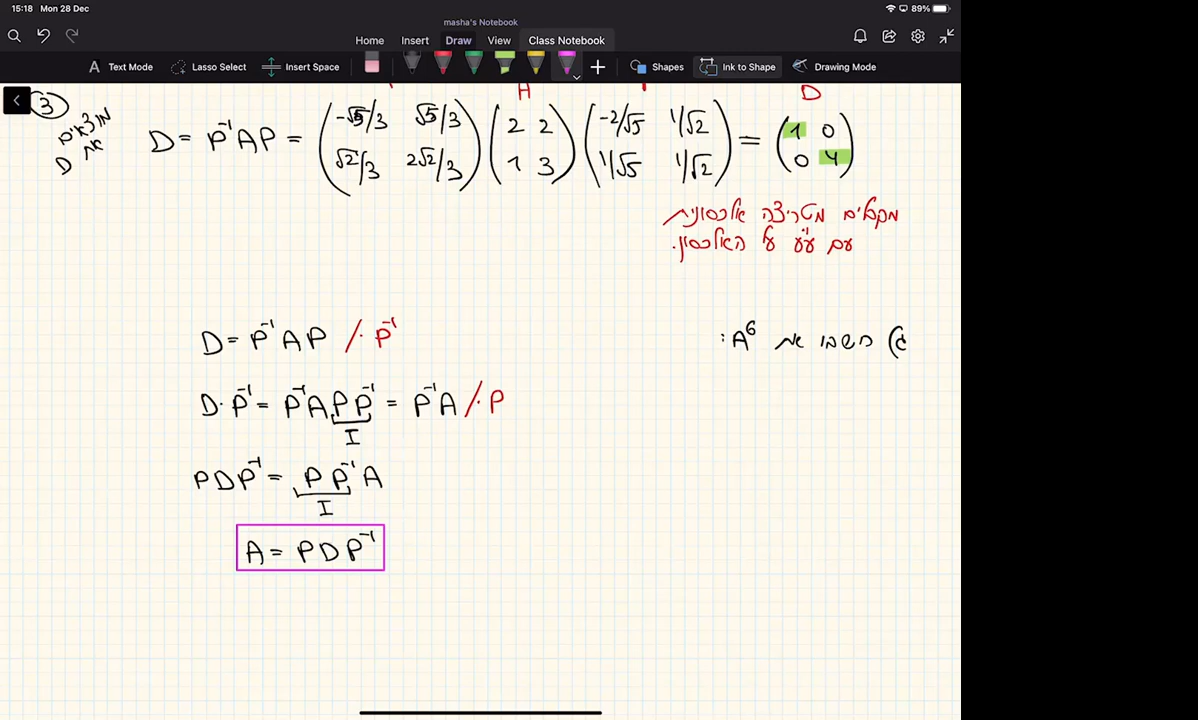 15:18 Mon 28 Dec 89%
masha's Notebook
Home Insert Draw View Class Notebook
Text Mode Lasso Select Insert Space Shapes Ink to Shape Drawing Mode
A D
3
מוצאים
את
D
D = P⁻¹AP = (-√5/3 √5/3 ; √2/3 2√2/3) (2 2 ; 1 3) (-2/√5 1/√2 ; 1/√5 1/√2) = (1 0 ; 0 4)
מקבלים מטריצה אלכסונית
עם ע"ע על האלכסון.
ג) חשבו את A⁶ :
D = P⁻¹AP /· P⁻¹
D· P⁻¹ = P⁻¹APP⁻¹ = P⁻¹A /· P
I
PDP⁻¹ = PP⁻¹A
I
A = PDP⁻¹